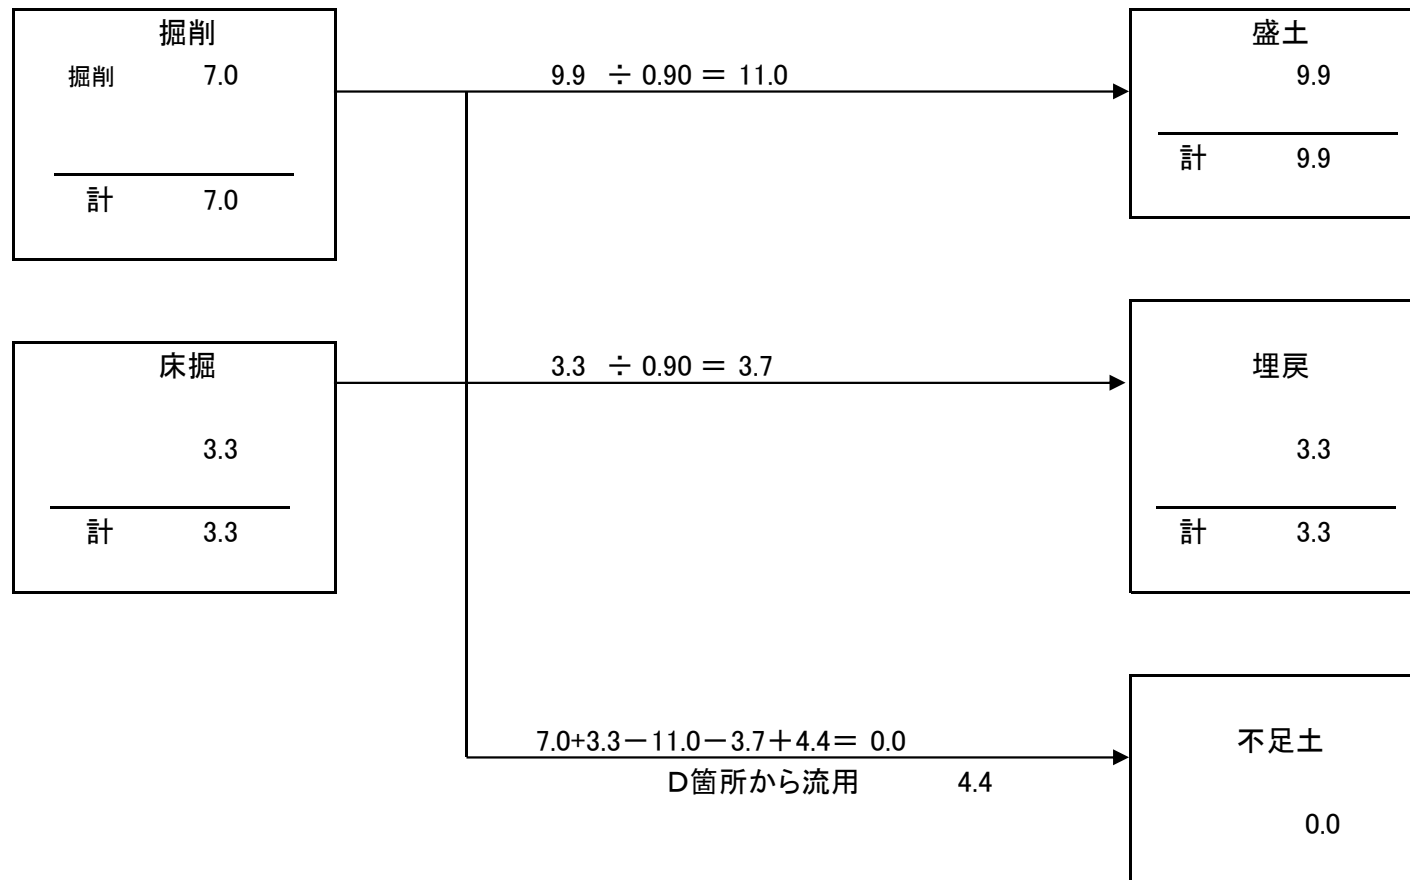 掘削
掘削 7.0
計 7.0
9.9 ÷ 0.90 = 11.0
盛土
9.9
計 9.9
床掘
3.3
計 3.3
3.3 ÷ 0.90 = 3.7
埋戻
3.3
計 3.3
7.0+3.3－11.0－3.7＋4.4＝ 0.0
Ｄ箇所から流用 4.4
不足土
0.0